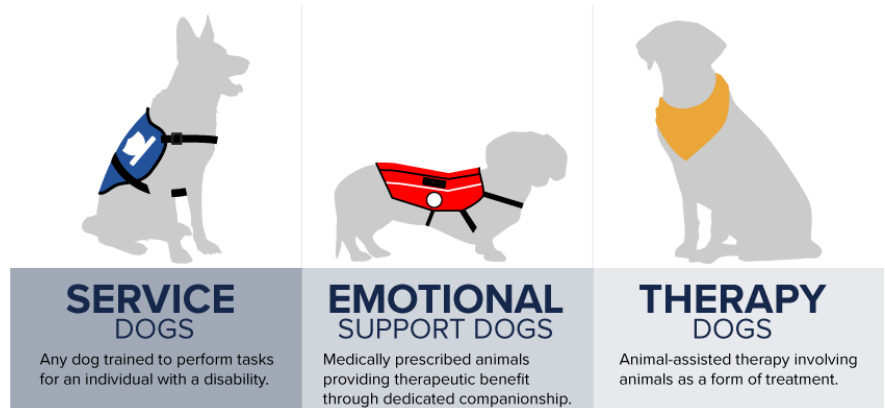 SERVICE
DOGS
Any dog trained to perform tasks
for an individual with a disability.
EMOTIONAL
SUPPORT DOGS
Medically prescribed animals
providing therapeutic benefit
through dedicated companionship.
THERAPY
DOGS
Animal-assisted therapy involving
animals as a form of treatment.